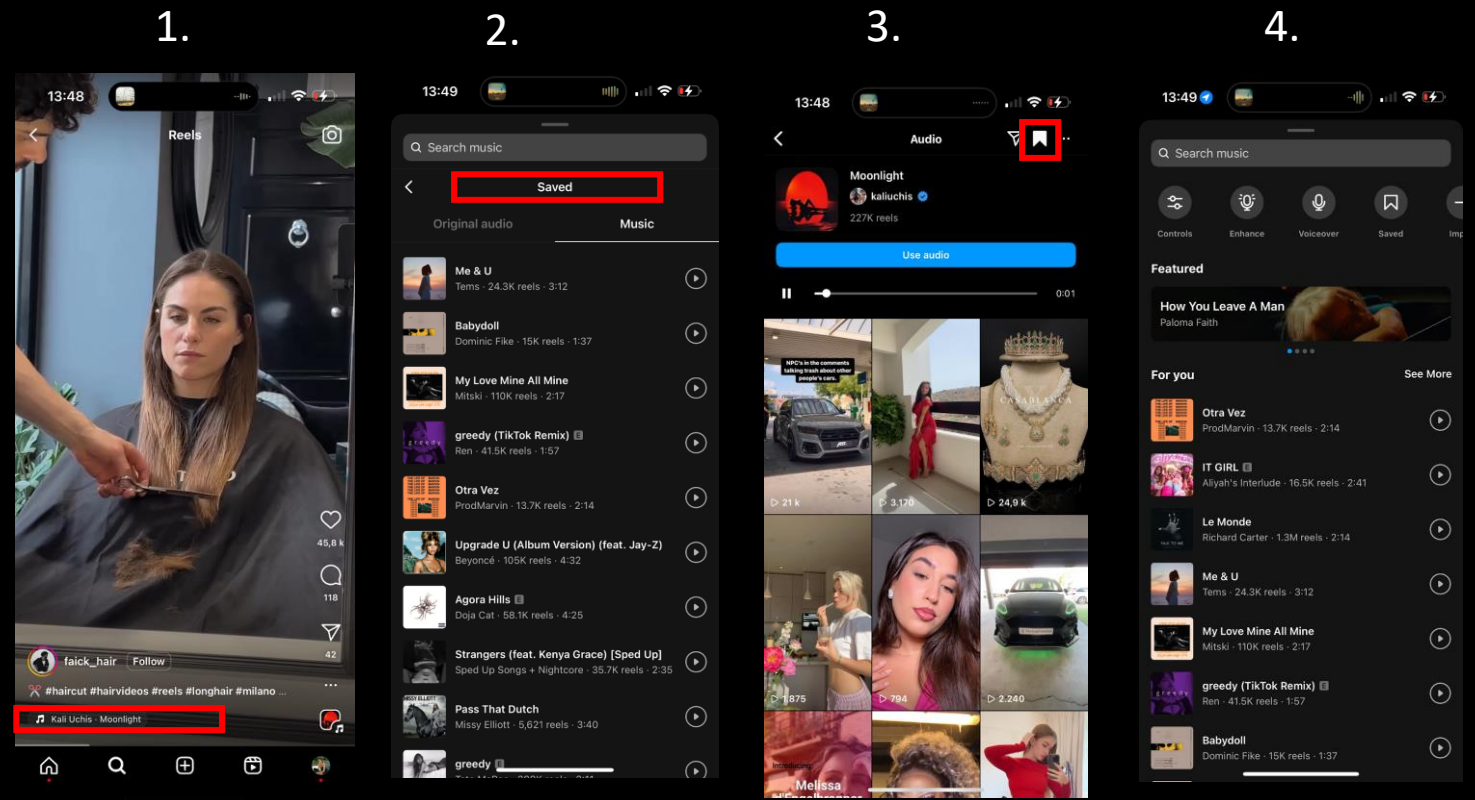 1.
2.
3.
4.
13:48
Reels
45,8 k
118
42
faick_hair Follow
#haircut #hairvideos #reels #longhair #milano ...
Kali Uchis · Moonlight
13:49
Search music
Saved
Original audio Music
Me & U
Tems · 24.3K reels · 3:12
Babydoll
Dominic Fike · 15K reels · 1:37
My Love Mine All Mine
Mitski · 110K reels · 2:17
greedy (TikTok Remix) E
Ren · 41.5K reels · 1:57
Otra Vez
ProdMarvin · 13.7K reels · 2:14
Upgrade U (Album Version) (feat. Jay-Z)
Beyoncé · 105K reels · 4:32
Agora Hills E
Doja Cat · 58.1K reels · 4:25
Strangers (feat. Kenya Grace) [Sped Up]
Sped Up Songs + Nightcore · 35.7K reels · 2:35
Pass That Dutch
Missy Elliott · 5,621 reels · 3:40
greedy E
13:48
Audio
Moonlight
kaliuchis
227K reels
Use audio
0:01
NPC's in the comments
talking trash about other
people's cars.
CASABLANCA
21 k
3.170
24,9 k
1.875
794
2.240
Introducing:
Melissa
13:49
Search music
Controls Enhance Voiceover Saved Imp
Featured
How You Leave A Man
Paloma Faith
For you See More
Otra Vez
ProdMarvin · 13.7K reels · 2:14
IT GIRL E
Aliyah's Interlude · 16.5K reels · 2:41
Le Monde
Richard Carter · 1.3M reels · 2:14
Me & U
Tems · 24.3K reels · 3:12
My Love Mine All Mine
Mitski · 110K reels · 2:17
greedy (TikTok Remix) E
Ren · 41.5K reels · 1:57
Babydoll
Dominic Fike · 15K reels · 1:37